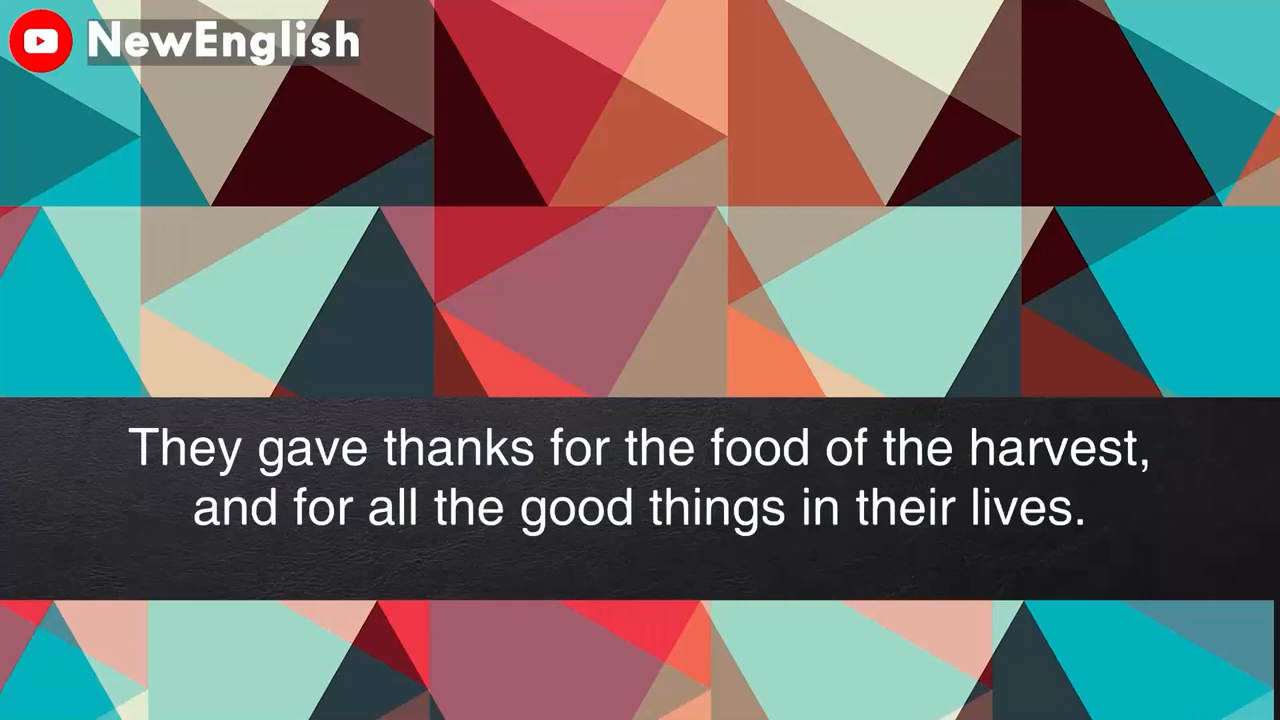 NewEnglish
They gave thanks for the food of the harvest,
and for all the good things in their lives.